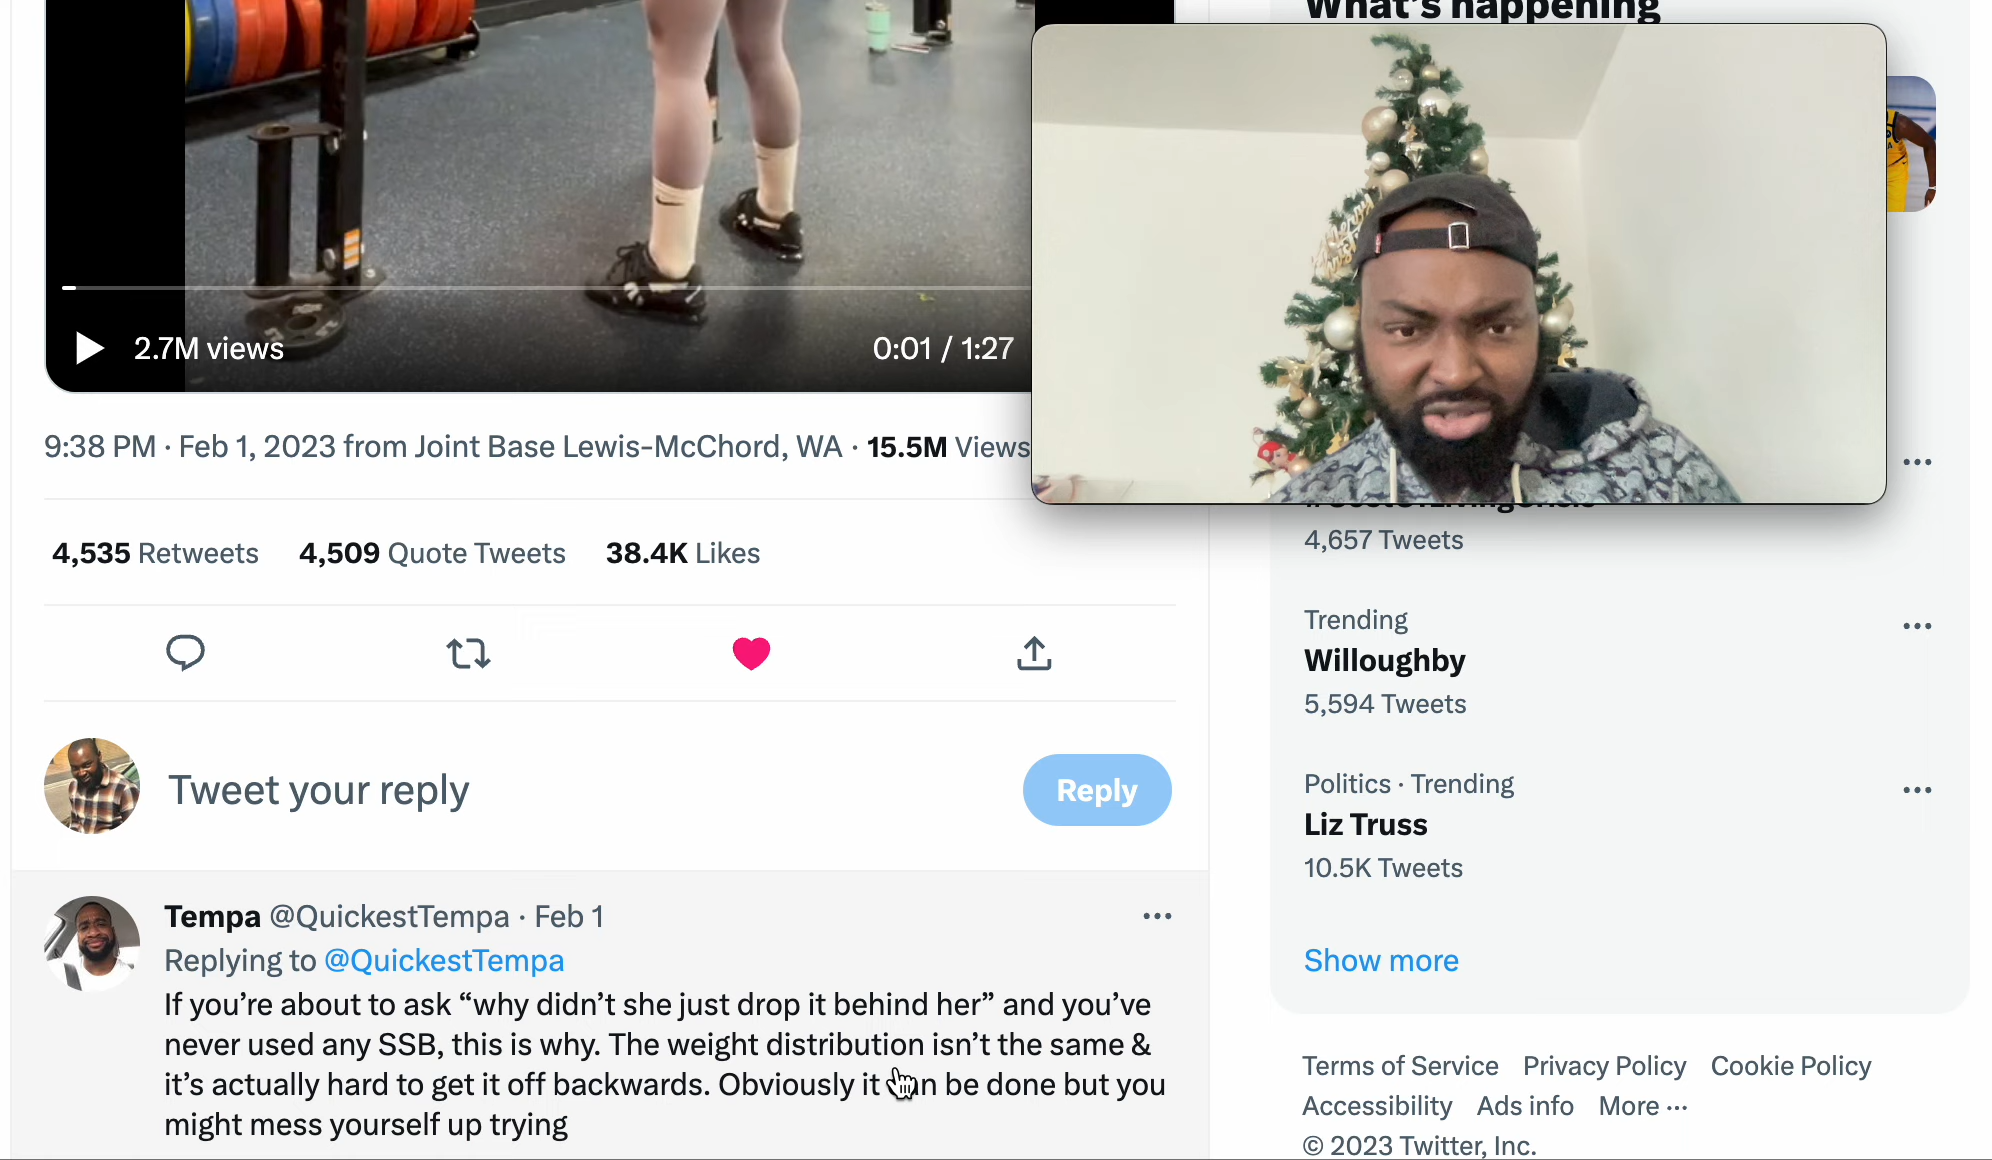 What's happening
2.7M views
0:01 / 1:27
9:38 PM · Feb 1, 2023 from Joint Base Lewis-McChord, WA · 15.5M Views
4,535 Retweets 4,509 Quote Tweets 38.4K Likes
Tweet your reply
Reply
Tempa @QuickestTempa · Feb 1
Replying to @QuickestTempa
If you're about to ask “why didn't she just drop it behind her” and you've
never used any SSB, this is why. The weight distribution isn't the same &
it's actually hard to get it off backwards. Obviously it can be done but you
might mess yourself up trying
#CostOfLivingCrisis
4,657 Tweets
Trending
Willoughby
5,594 Tweets
Politics · Trending
Liz Truss
10.5K Tweets
Show more
Terms of Service Privacy Policy Cookie Policy
Accessibility Ads info More ···
© 2023 Twitter, Inc.